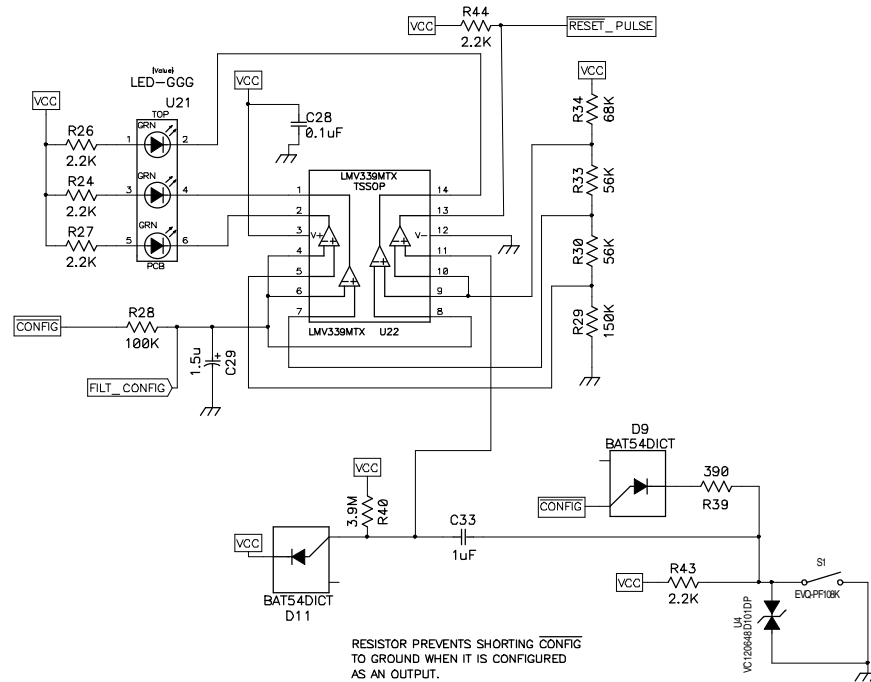 R44
VCC
2.2K
RESET_PULSE
(Value)
LED-GGG
U21
TOP
VCC
GRN
R26
1
2
2.2K
GRN
R24
3
4
2.2K
GRN
R27
5
6
2.2K
PCB
VCC
C28
0.1uF
VCC
R34
68K
R33
56K
R30
56K
R29
150K
LMV339MTX
TSSOP
1
14
2
13
3
V+
V-
12
4
11
5
10
6
9
7
8
LMV339MTX
U22
CONFIG
R28
100K
1.5u
C29
FILT_CONFIG
D9
BAT54DICT
CONFIG
390
R39
VCC
3.9M
R40
C33
1uF
VCC
BAT54DICT
D11
VCC
R43
2.2K
S1
EVQ-PF108K
U4
VC120648D101DP
RESISTOR PREVENTS SHORTING CONFIG
TO GROUND WHEN IT IS CONFIGURED
AS AN OUTPUT.